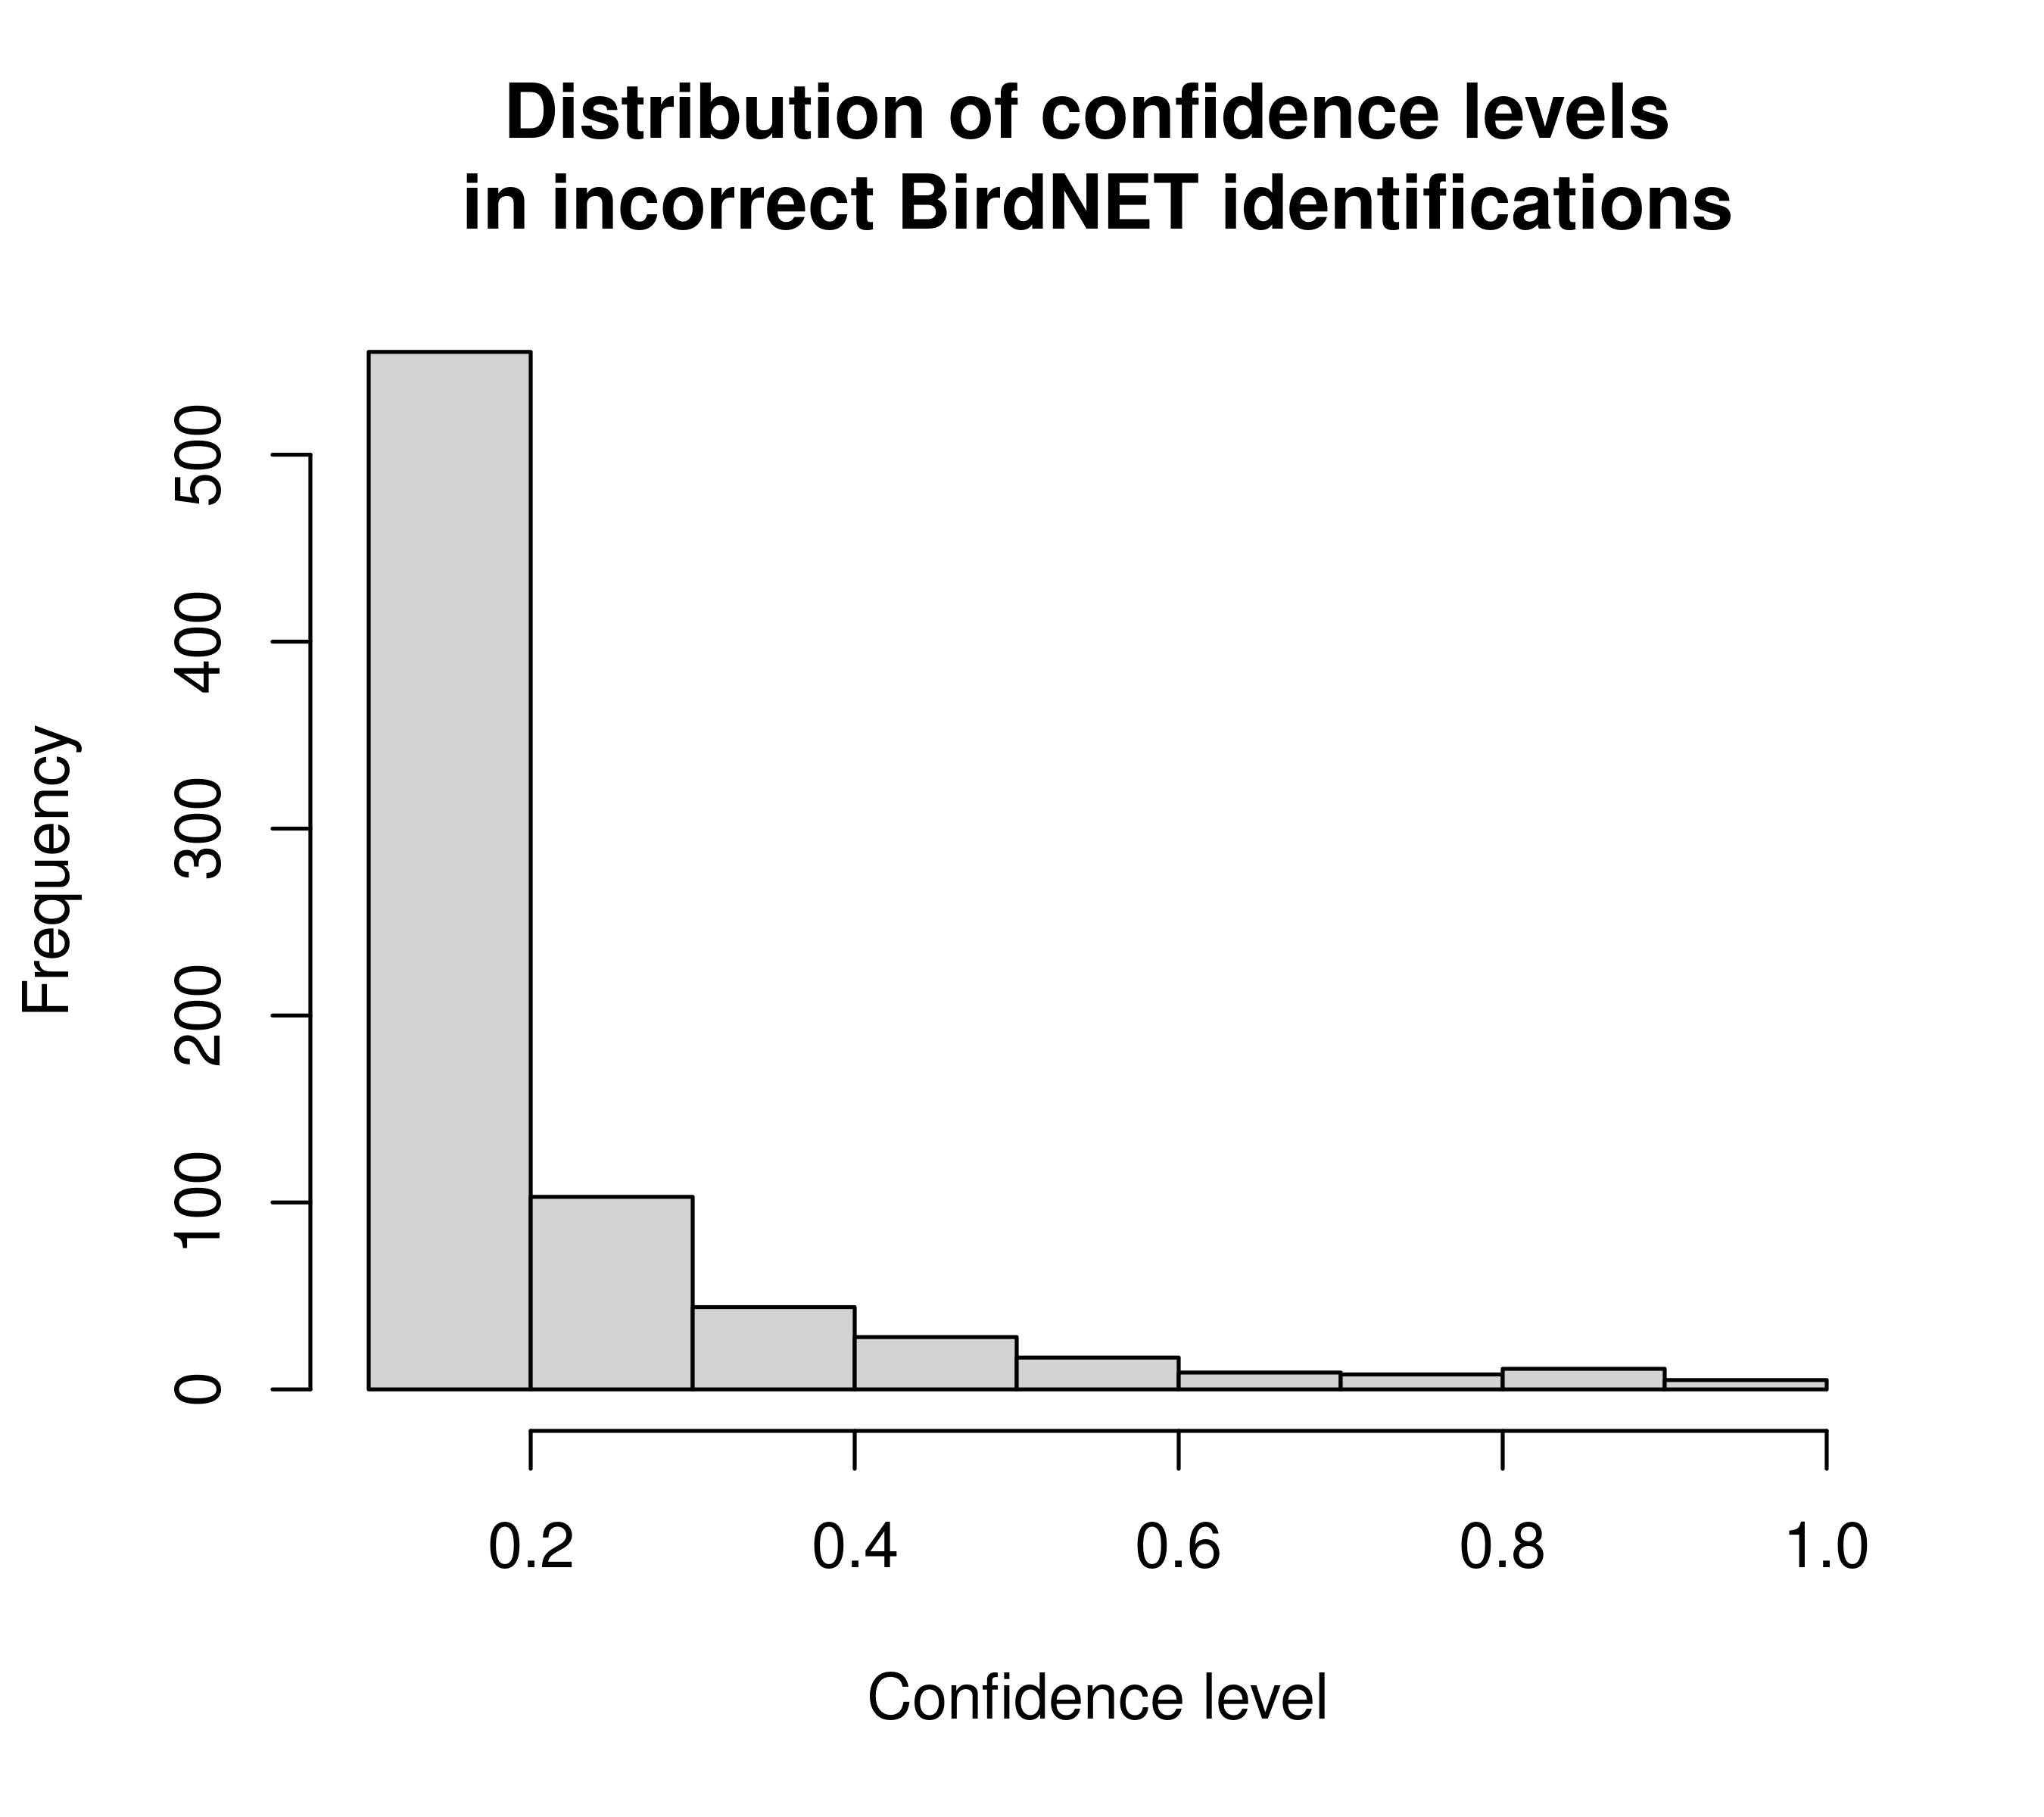 Distribution of confidence levels
in incorrect BirdNET identifications
Frequency
500
400
300
200
100
0
0.2 0.4 0.6 0.8 1.0
Confidence level